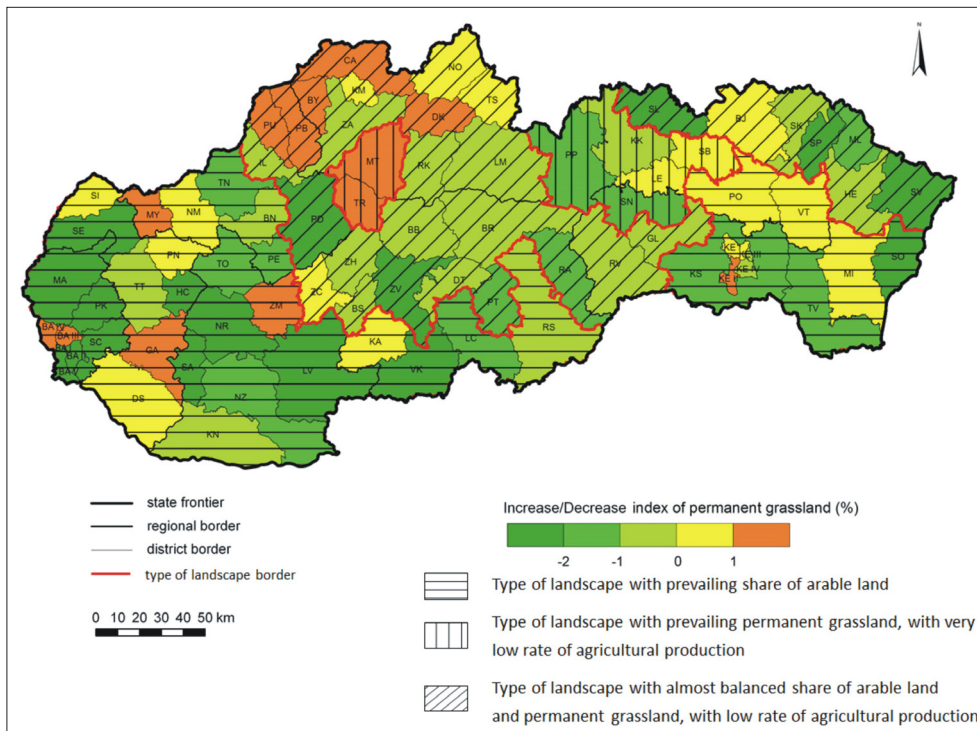 N
CA
NO
KM
TS
BY
PU
PB
ZA
DK
SL
BJ
SK
SP
ML
IL
MT
RK
LM
PP
KK
SB
LE
TR
SN
HE
SV
SI
TN
MY
NM
BN
PO
VT
SE
PD
BB
BR
GL
PN
TO
PE
ZH
RV
KS
MI
SO
MA
TT
HC
ZC
ZV
DT
RA
PK
ZM
BS
PT
TV
BA IV
BA III
SC
GA
NR
KA
LC
RS
BA V
SA
LV
VK
DS
NZ
KN
state frontier
regional border
district border
type of landscape border
0 10 20 30 40 50 km
Increase/Decrease index of permanent grassland (%)
-2 -1 0 1
Type of landscape with prevailing share of arable land
Type of landscape with prevailing permanent grassland, with very
low rate of agricultural production
Type of landscape with almost balanced share of arable land
and permanent grassland, with low rate of agricultural production